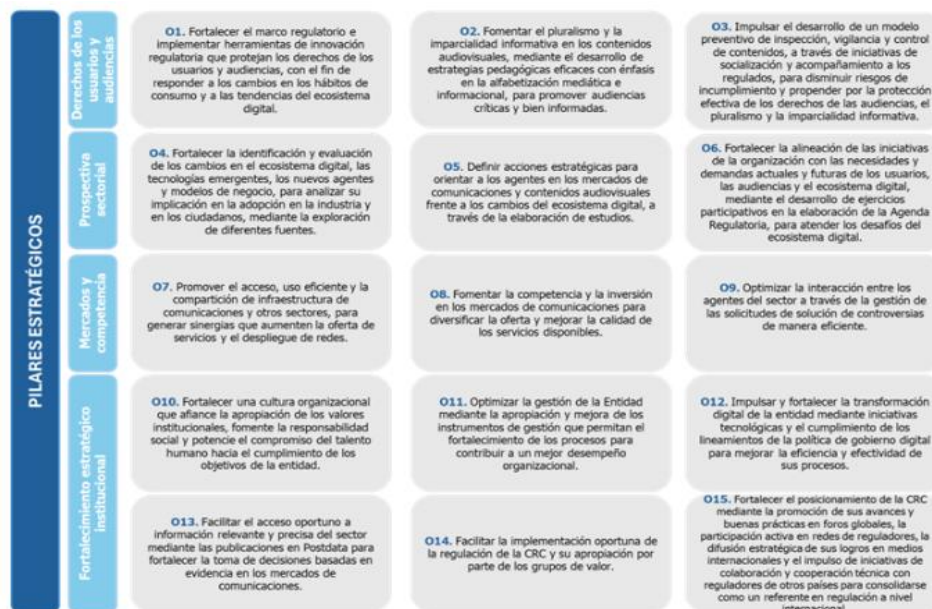 PILARES ESTRATÉGICOS
Derechos de los
usuarios y
audiencias
O1. Fortalecer el marco regulatorio e
implementar herramientas de innovación
regulatoria que protejan los derechos de los
usuarios y audiencias, con el fin de
responder a los cambios en los hábitos de
consumo y a las tendencias del ecosistema
digital.
O2. Fomentar el pluralismo y la
imparcialidad informativa en los contenidos
audiovisuales, mediante el desarrollo de
estrategias pedagógicas eficaces con énfasis
en la alfabetización mediática e
informacional, para promover audiencias
críticas y bien informadas.
O3. Impulsar el desarrollo de un modelo
preventivo de inspección, vigilancia y control
de contenidos, a través de iniciativas de
socialización y acompañamiento a los
regulados, para disminuir riesgos de
incumplimiento y propender por la protección
efectiva de los derechos de las audiencias, el
pluralismo y la imparcialidad informativa.
Prospectiva
sectorial
O4. Fortalecer la identificación y evaluación
de los cambios en el ecosistema digital, las
tecnologías emergentes, los nuevos agentes
y modelos de negocio, para analizar su
implicación en la adopción en la industria y
en los ciudadanos, mediante la exploración
de diferentes fuentes.
O5. Definir acciones estratégicas para
orientar a los agentes en los mercados de
comunicaciones y contenidos audiovisuales
frente a los cambios del ecosistema digital, a
través de la elaboración de estudios.
O6. Fortalecer la alineación de las iniciativas
de la organización con las necesidades y
demandas actuales y futuras de los usuarios,
las audiencias y el ecosistema digital,
mediante el desarrollo de ejercicios
participativos en la elaboración de la Agenda
Regulatoria, para atender los desafíos del
ecosistema digital.
Mercados y
competencia
O7. Promover el acceso, uso eficiente y la
compartición de infraestructura de
comunicaciones y otros sectores, para
generar sinergias que aumenten la oferta de
servicios y el despliegue de redes.
O8. Fomentar la competencia y la inversión
en los mercados de comunicaciones para
diversificar la oferta y mejorar la calidad de
los servicios disponibles.
O9. Optimizar la interacción entre los
agentes del sector a través de la gestión de
las solicitudes de solución de controversias
de manera eficiente.
Fortalecimiento estratégico
institucional
O10. Fortalecer una cultura organizacional
que afiance la apropiación de los valores
institucionales, fomente la responsabilidad
social y potencie el compromiso del talento
humano hacia el cumplimiento de los
objetivos de la entidad.
O11. Optimizar la gestión de la Entidad
mediante la apropiación y mejora de los
instrumentos de gestión que permitan el
fortalecimiento de los procesos para
contribuir a un mejor desempeño
organizacional.
O12. Impulsar y fortalecer la transformación
digital de la entidad mediante iniciativas
tecnológicas y el cumplimiento de los
lineamientos de la política de gobierno digital
para mejorar la eficiencia y efectividad de
sus procesos.
O13. Facilitar el acceso oportuno a
información relevante y precisa del sector
mediante las publicaciones en Postdata para
fortalecer la toma de decisiones basadas en
evidencia en los mercados de
comunicaciones.
O14. Facilitar la implementación oportuna de
la regulación de la CRC y su apropiación por
parte de los grupos de valor.
O15. Fortalecer el posicionamiento de la CRC
mediante la promoción de sus avances y
buenas prácticas en foros globales, la
participación activa en redes de reguladores, la
difusión estratégica de sus logros en medios
internacionales y el impulso de iniciativas de
colaboración y cooperación técnica con
reguladores de otros países para consolidarse
como un referente en regulación a nivel
internacional.